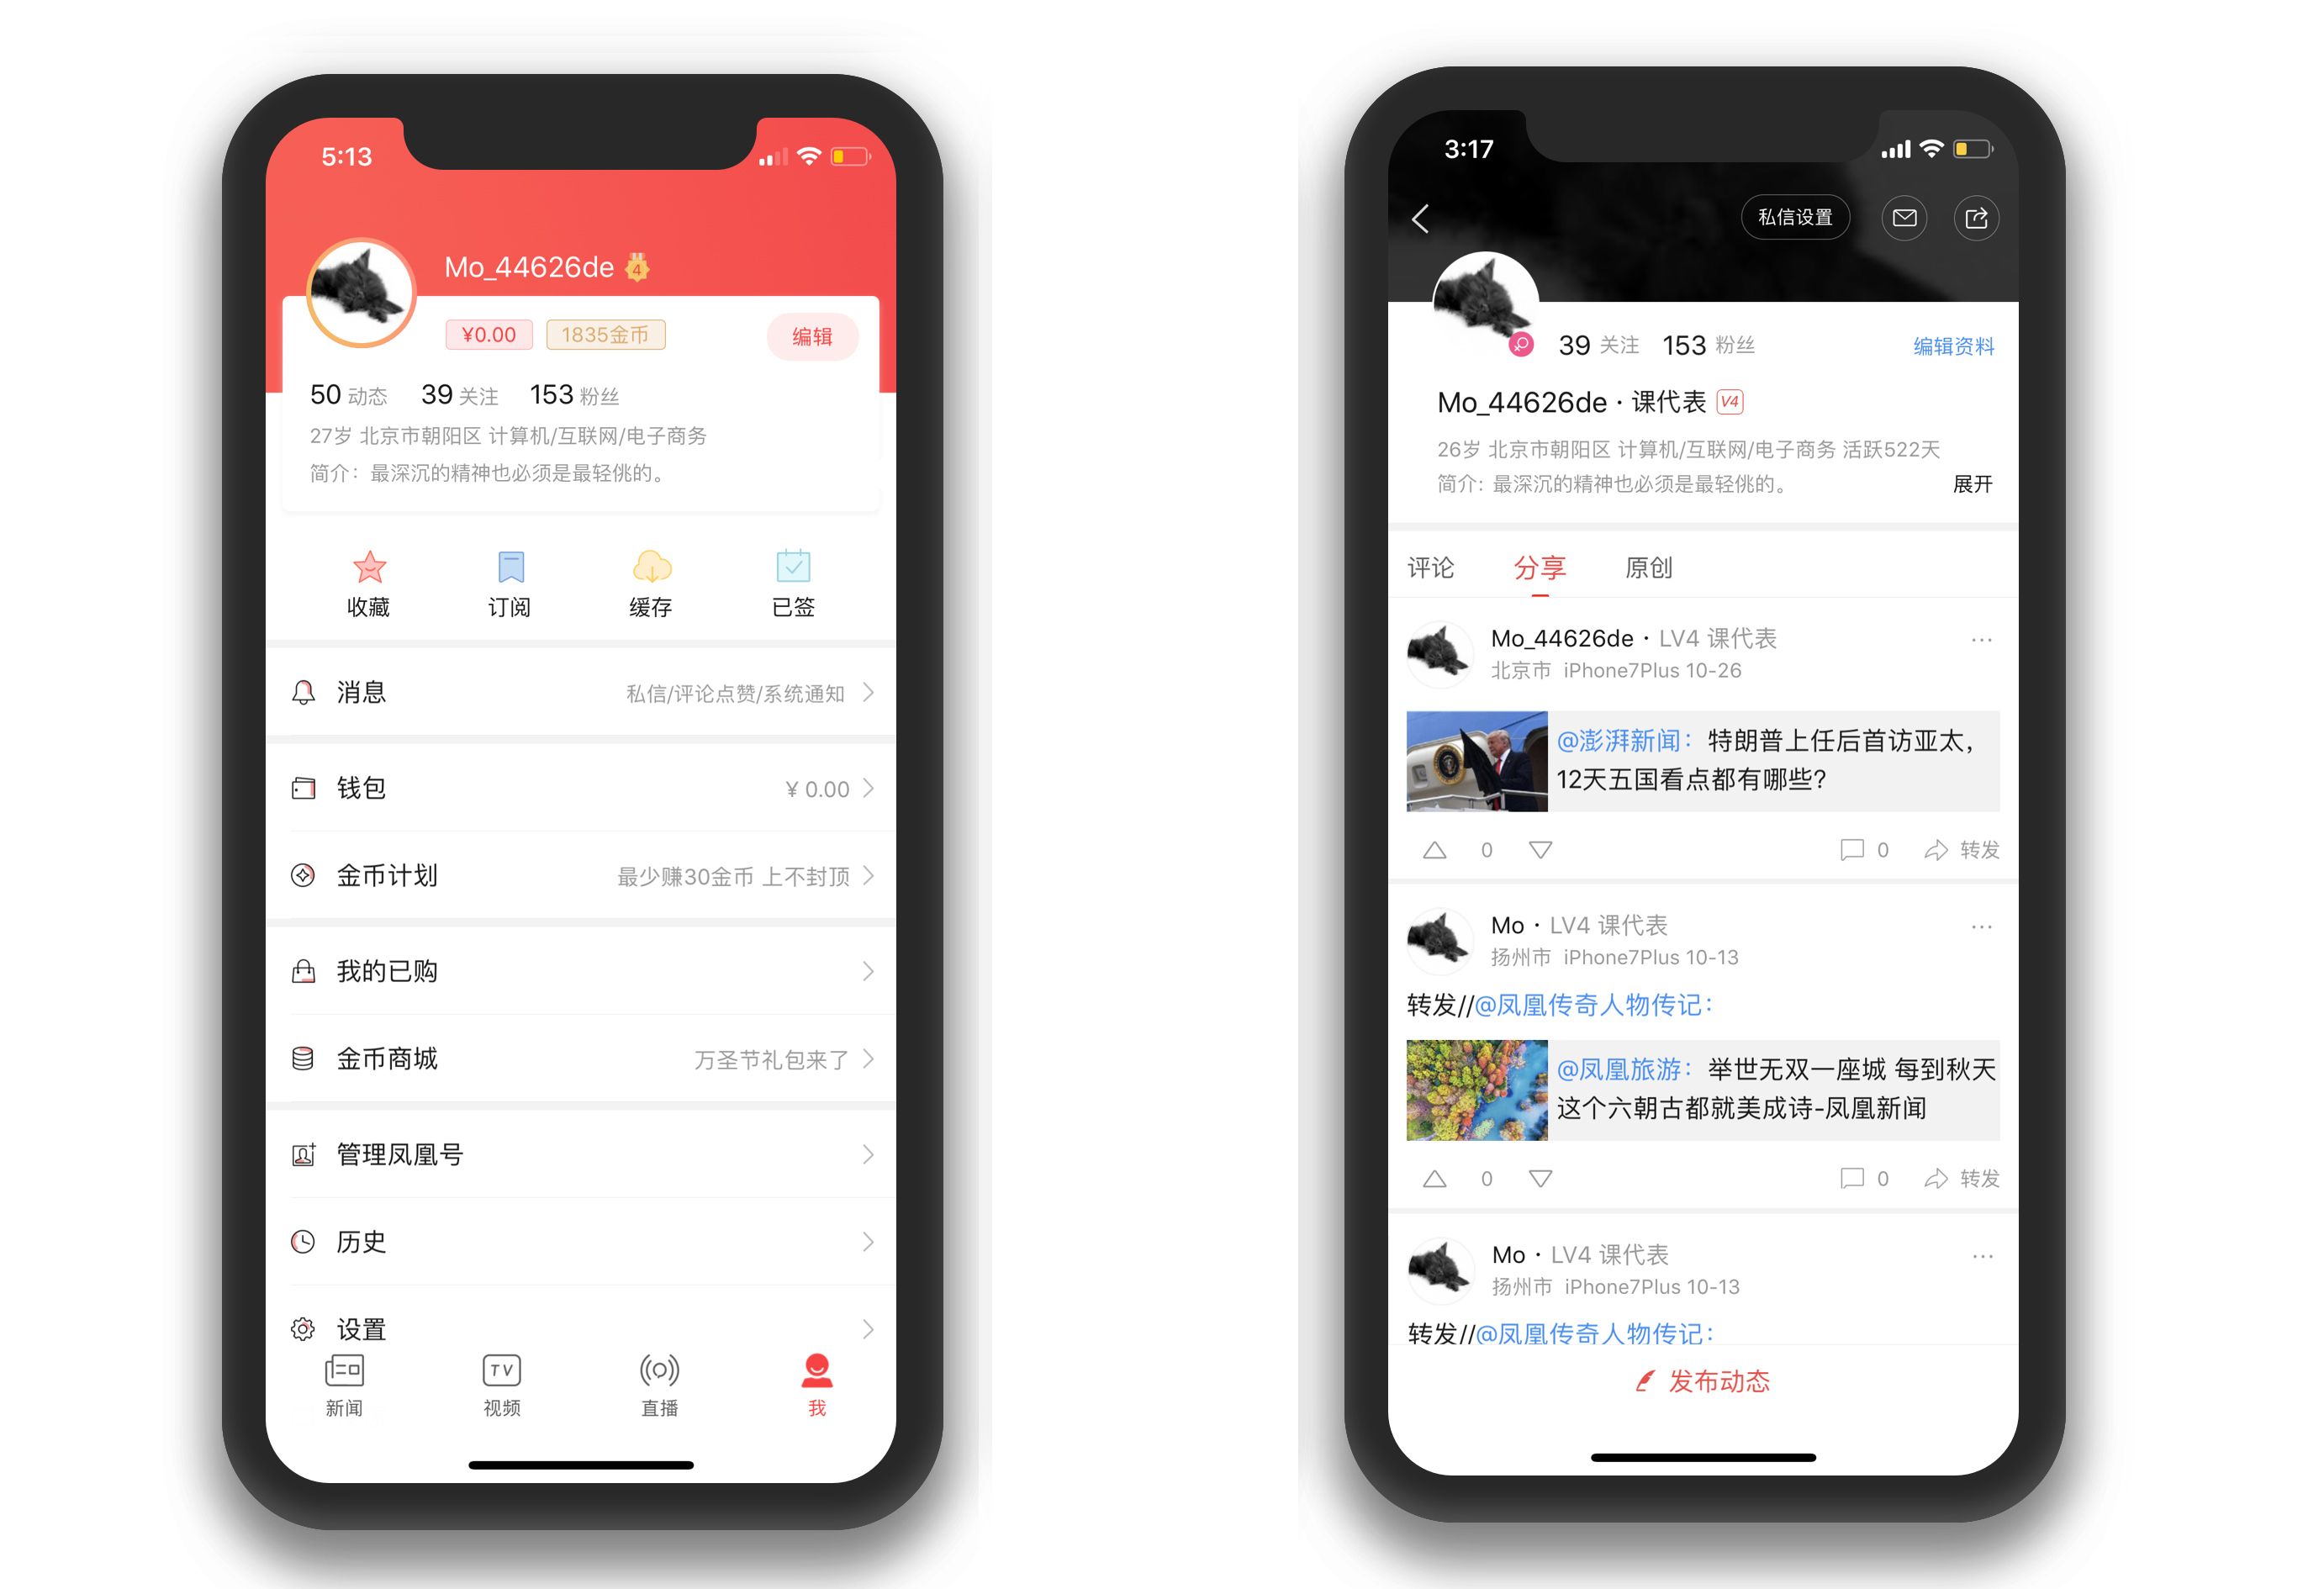 5:13
Mo_44626de 4
¥0.00 1835金币 编辑
50 动态 39 关注 153 粉丝
27岁 北京市朝阳区 计算机/互联网/电子商务
简介：最深沉的精神也必须是最轻佻的。
收藏 订阅 缓存 已签
消息 私信/评论点赞/系统通知
钱包 ¥ 0.00
金币计划 最少赚30金币 上不封顶
我的已购
金币商城 万圣节礼包来了
管理凤凰号
历史
设置
TV
新闻 视频 直播 我
3:17
私信设置
39 关注 153 粉丝 编辑资料
Mo_44626de · 课代表 V4
26岁 北京市朝阳区 计算机/互联网/电子商务 活跃522天
简介: 最深沉的精神也必须是最轻佻的。 展开
评论 分享 原创
Mo_44626de · LV4 课代表 ···
北京市 iPhone7Plus 10-26
@澎湃新闻：特朗普上任后首访亚太，
12天五国看点都有哪些?
0 0 转发
Mo · LV4 课代表 ···
扬州市 iPhone7Plus 10-13
转发//@凤凰传奇人物传记:
@凤凰旅游：举世无双一座城 每到秋天
这个六朝古都就美成诗-凤凰新闻
0 0 转发
Mo · LV4 课代表 ···
扬州市 iPhone7Plus 10-13
转发//@凤凰传奇人物传记:
发布动态